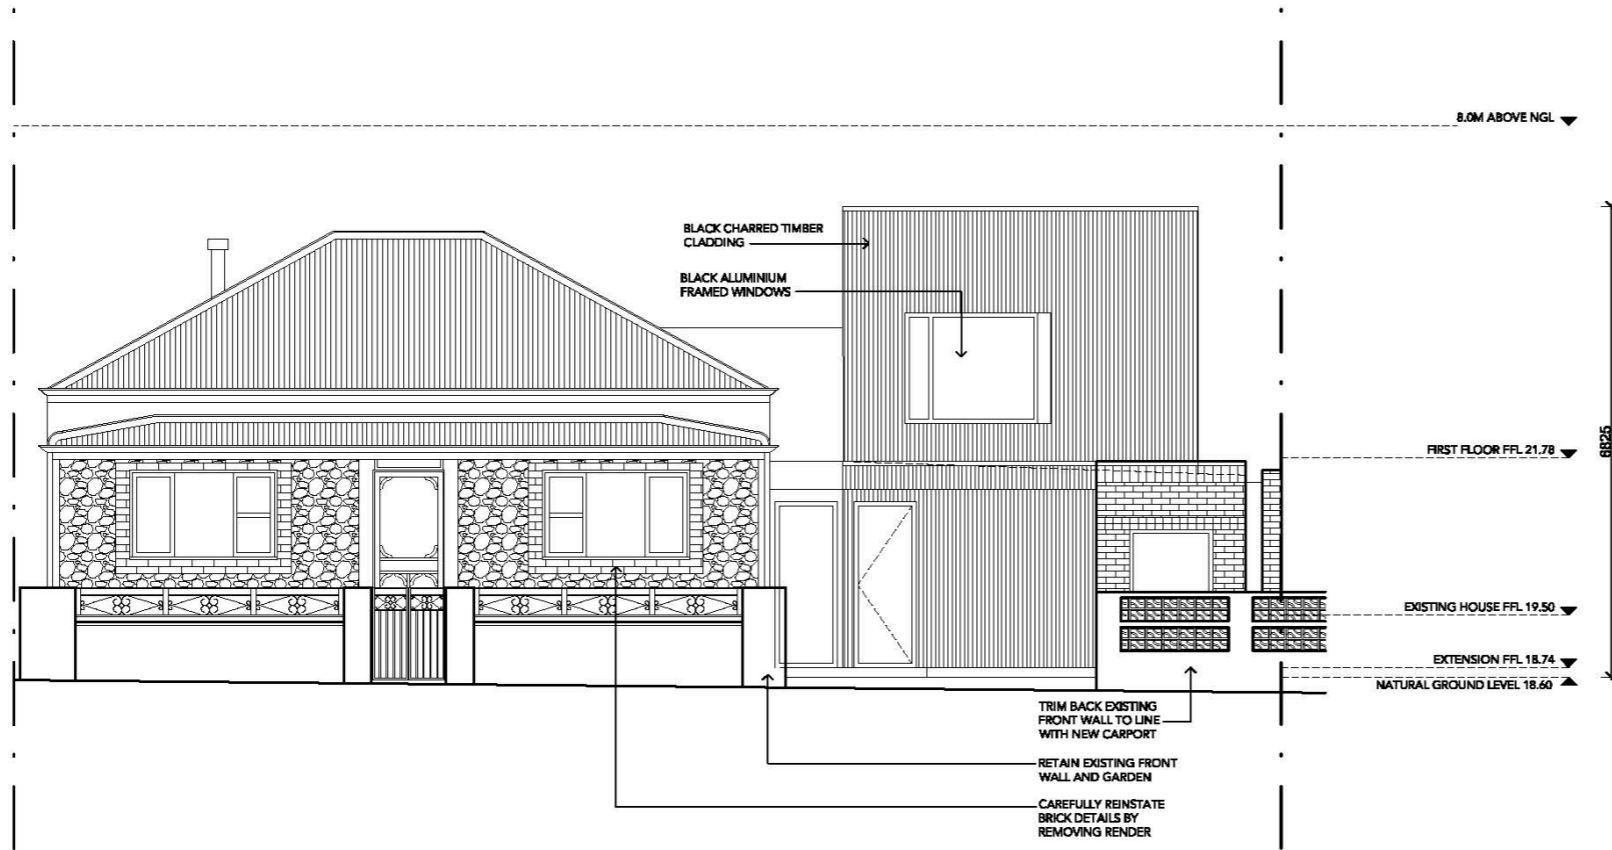 8.0M ABOVE NGL
BLACK CHARRED TIMBER
CLADDING
BLACK ALUMINIUM
FRAMED WINDOWS
FIRST FLOOR FFL 21.78
6825
EXISTING HOUSE FFL 19.50
EXTENSION FFL 18.74
NATURAL GROUND LEVEL 18.60
TRIM BACK EXISTING
FRONT WALL TO LINE
WITH NEW CARPORT
RETAIN EXISTING FRONT
WALL AND GARDEN
CAREFULLY REINSTATE
BRICK DETAILS BY
REMOVING RENDER